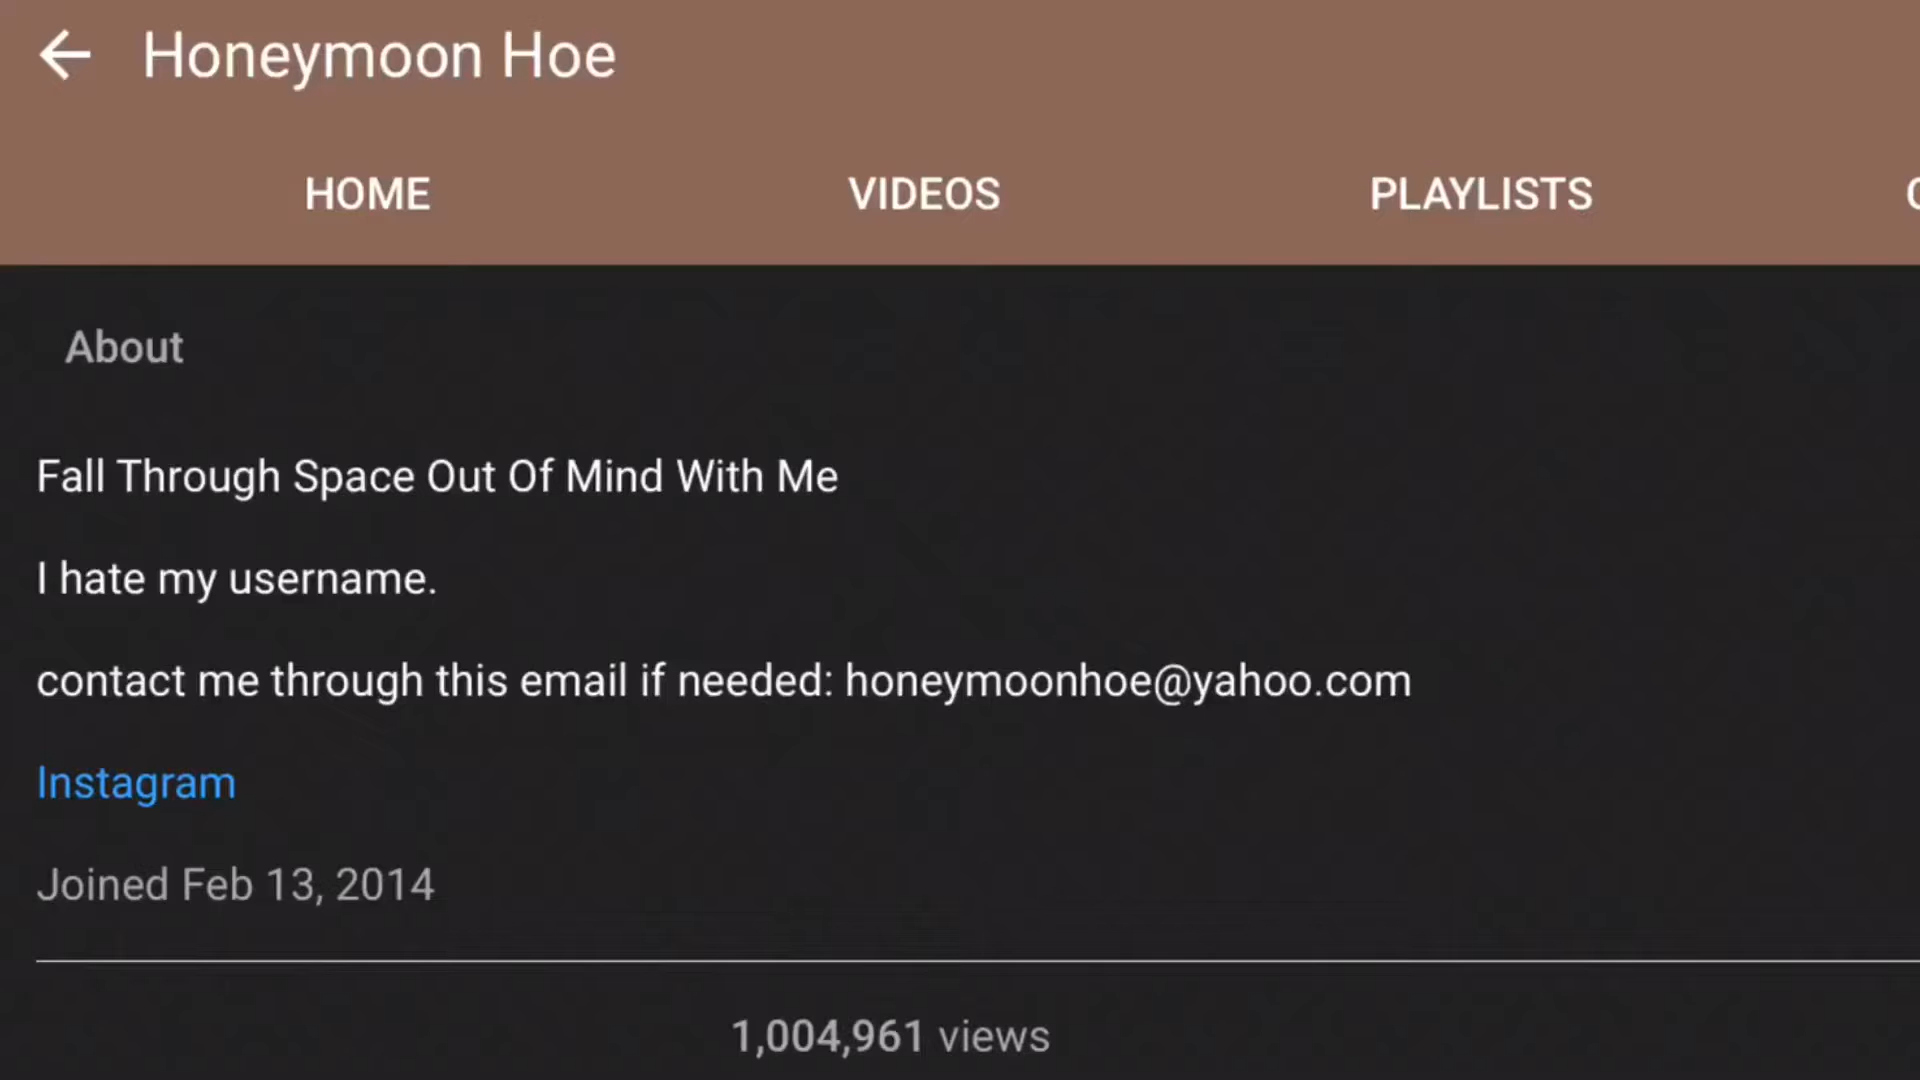 Honeymoon Hoe
HOME VIDEOS PLAYLISTS
About
Fall Through Space Out Of Mind With Me
I hate my username.
contact me through this email if needed: honeymoonhoe@yahoo.com
Instagram
Joined Feb 13, 2014
1,004,961 views